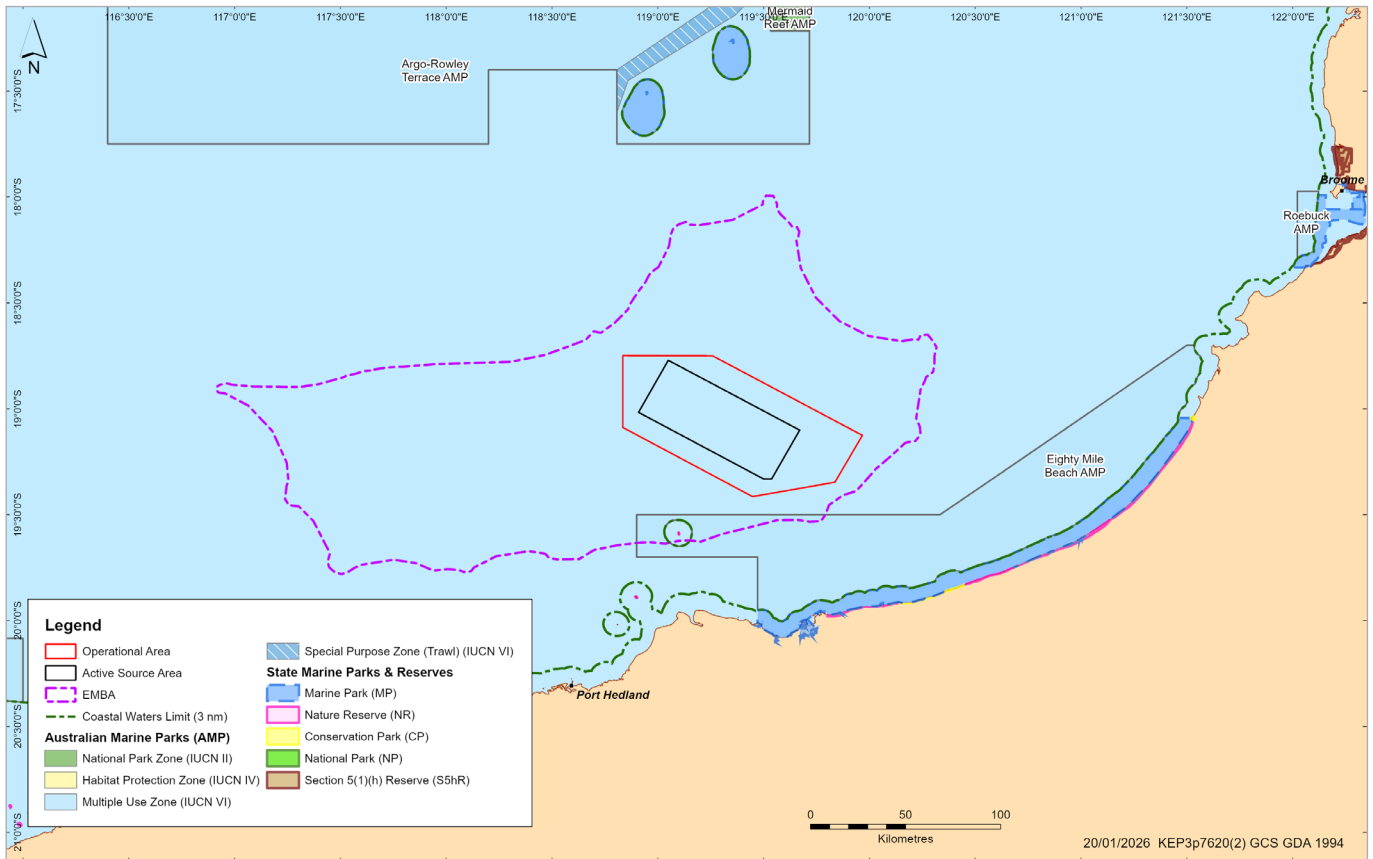 116°30'0"E 117°0'0"E 117°30'0"E 118°0'0"E 118°30'0"E 119°0'0"E 119°30'0"E 120°0'0"E 120°30'0"E 121°0'0"E 121°30'0"E 122°0'0"E
Mermaid
Reef AMP
N
Argo-Rowley
Terrace AMP
17°30'0"S
18°0'0"S
Broome
Roebuck
AMP
18°30'0"S
19°0'0"S
Eighty Mile
Beach AMP
19°30'0"S
20°0'0"S
Port Hedland
20°30'0"S
21°0'0"S
Legend
Operational Area
Active Source Area
EMBA
Coastal Waters Limit (3 nm)
Australian Marine Parks (AMP)
National Park Zone (IUCN II)
Habitat Protection Zone (IUCN IV)
Multiple Use Zone (IUCN VI)
Special Purpose Zone (Trawl) (IUCN VI)
State Marine Parks & Reserves
Marine Park (MP)
Nature Reserve (NR)
Conservation Park (CP)
National Park (NP)
Section 5(1)(h) Reserve (S5hR)
0 50 100
Kilometres
20/01/2026 KEP3p7620(2) GCS GDA 1994